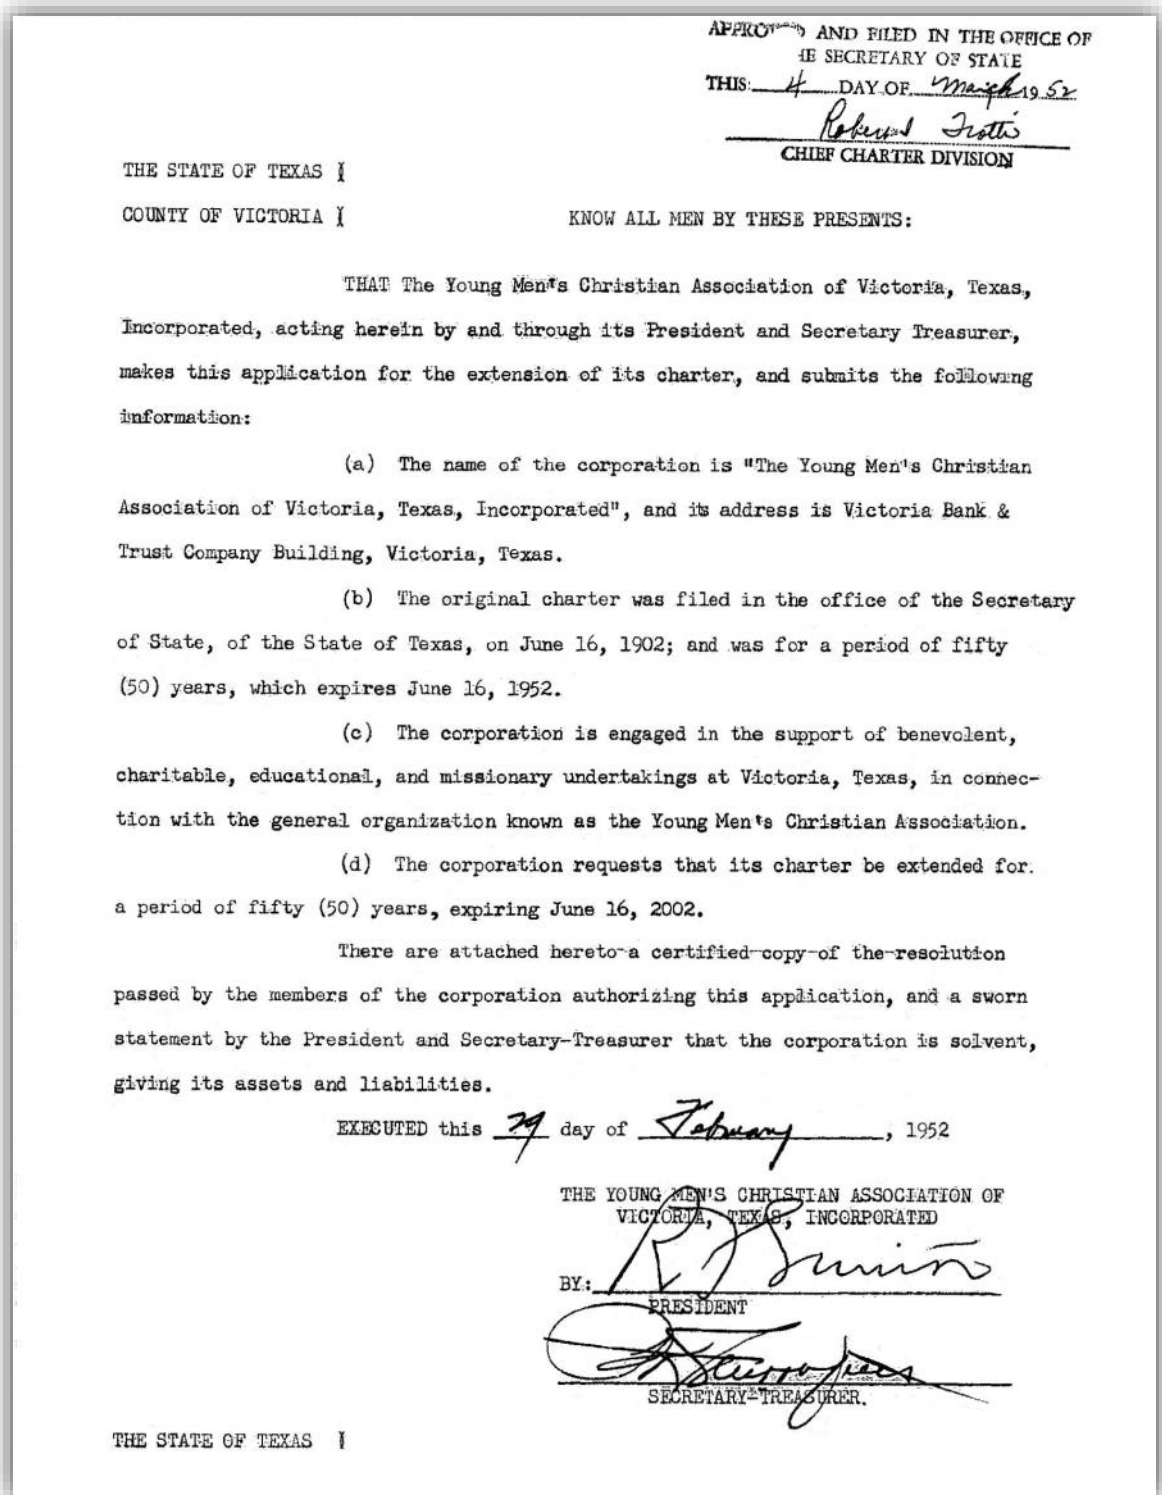 APPROVED AND FILED IN THE OFFICE OF
THE SECRETARY OF STATE
THIS 4 DAY OF March 1952
CHIEF CHARTER DIVISION
THE STATE OF TEXAS
COUNTY OF VICTORIA
KNOW ALL MEN BY THESE PRESENTS:
THAT The Young Men's Christian Association of Victoria, Texas,
Incorporated, acting herein by and through its President and Secretary Treasurer,
makes this application for the extension of its charter, and submits the following
information:
(a) The name of the corporation is "The Young Men's Christian
Association of Victoria, Texas, Incorporated", and its address is Victoria Bank &
Trust Company Building, Victoria, Texas.
(b) The original charter was filed in the office of the Secretary
of State, of the State of Texas, on June 16, 1902; and was for a period of fifty
(50) years, which expires June 16, 1952.
(c) The corporation is engaged in the support of benevolent,
charitable, educational, and missionary undertakings at Victoria, Texas, in connec-
tion with the general organization known as the Young Men's Christian Association.
(d) The corporation requests that its charter be extended for
a period of fifty (50) years, expiring June 16, 2002.
There are attached hereto a certified copy of the resolution
passed by the members of the corporation authorizing this application, and a sworn
statement by the President and Secretary-Treasurer that the corporation is solvent,
giving its assets and liabilities.
EXECUTED this 29 day of February, 1952
THE YOUNG MEN'S CHRISTIAN ASSOCIATION OF
VICTORIA, TEXAS, INCORPORATED
BY:
PRESIDENT
SECRETARY-TREASURER.
THE STATE OF TEXAS